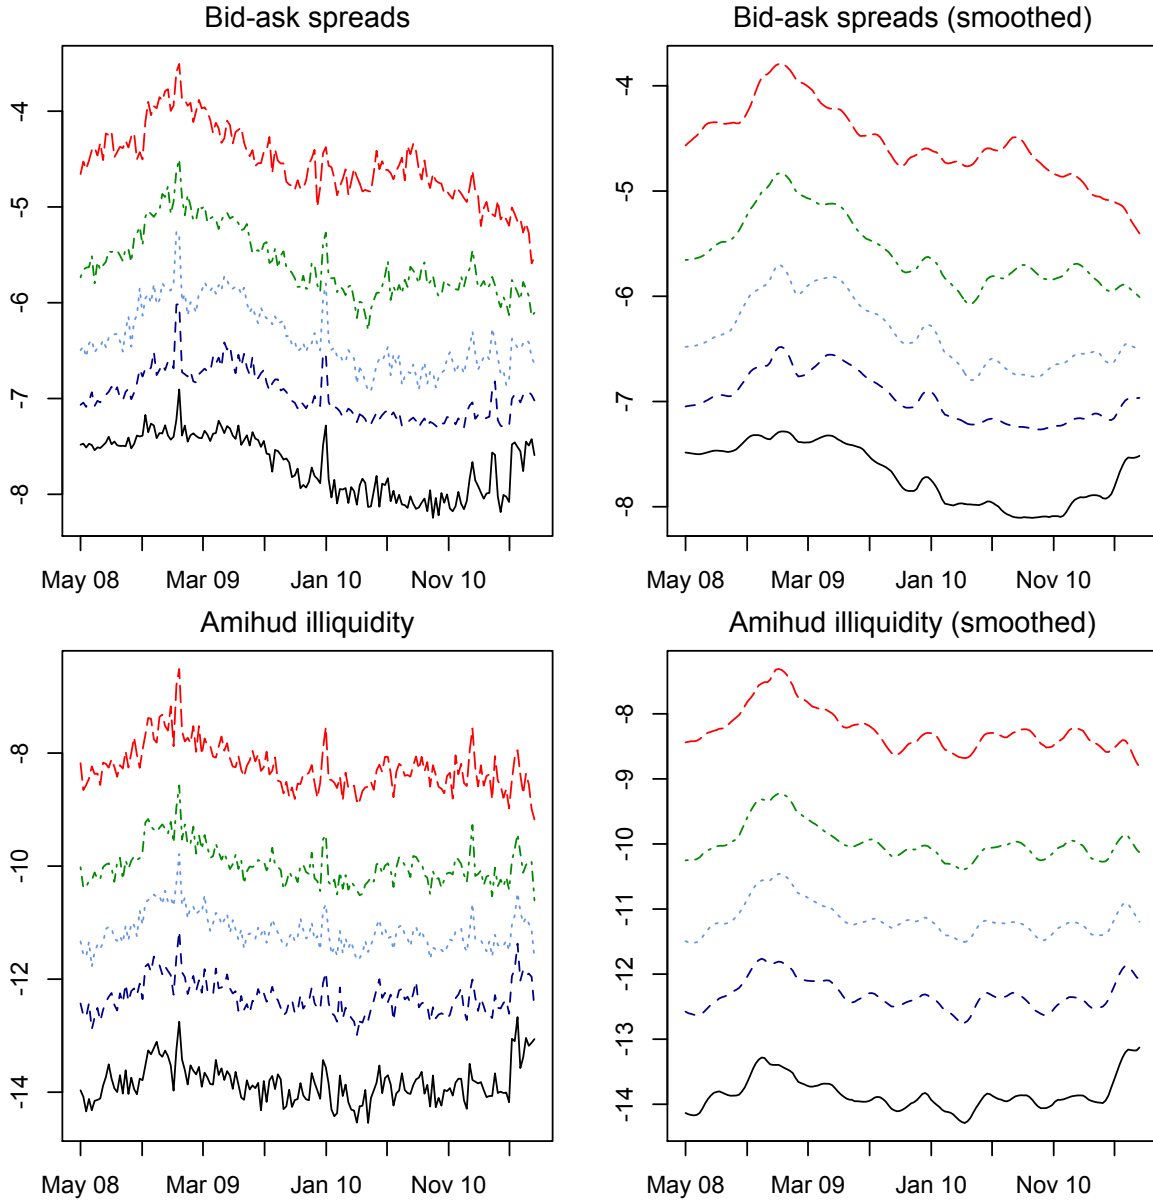 Bid-ask spreads
-4
-5
-6
-7
-8
May 08 Mar 09 Jan 10 Nov 10
Bid-ask spreads (smoothed)
-4
-5
-6
-7
-8
May 08 Mar 09 Jan 10 Nov 10
Amihud illiquidity
-8
-10
-12
-14
May 08 Mar 09 Jan 10 Nov 10
Amihud illiquidity (smoothed)
-8
-9
-10
-11
-12
-13
-14
May 08 Mar 09 Jan 10 Nov 10